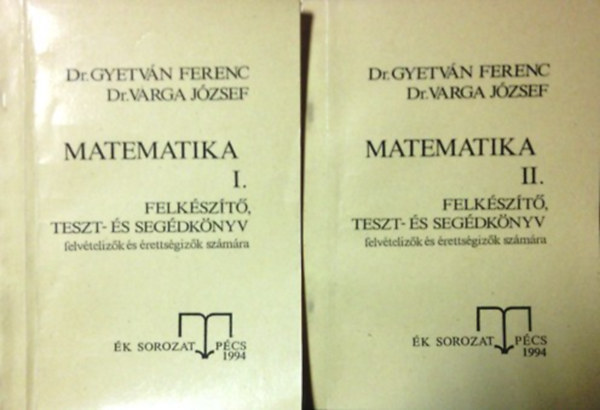 Dr. GYETVÁN FERENC
Dr. VARGA JÓZSEF
MATEMATIKA
I.
FELKÉSZÍTŐ,
TESZT- ÉS SEGÉDKÖNYV
felvételizők és érettségizők számára
ÉK SOROZAT PÉCS
1994
Dr. GYETVÁN FERENC
Dr. VARGA JÓZSEF
MATEMATIKA
II.
FELKÉSZÍTŐ,
TESZT- ÉS SEGÉDKÖNYV
felvételizők és érettségizők számára
ÉK SOROZAT PÉCS
1994